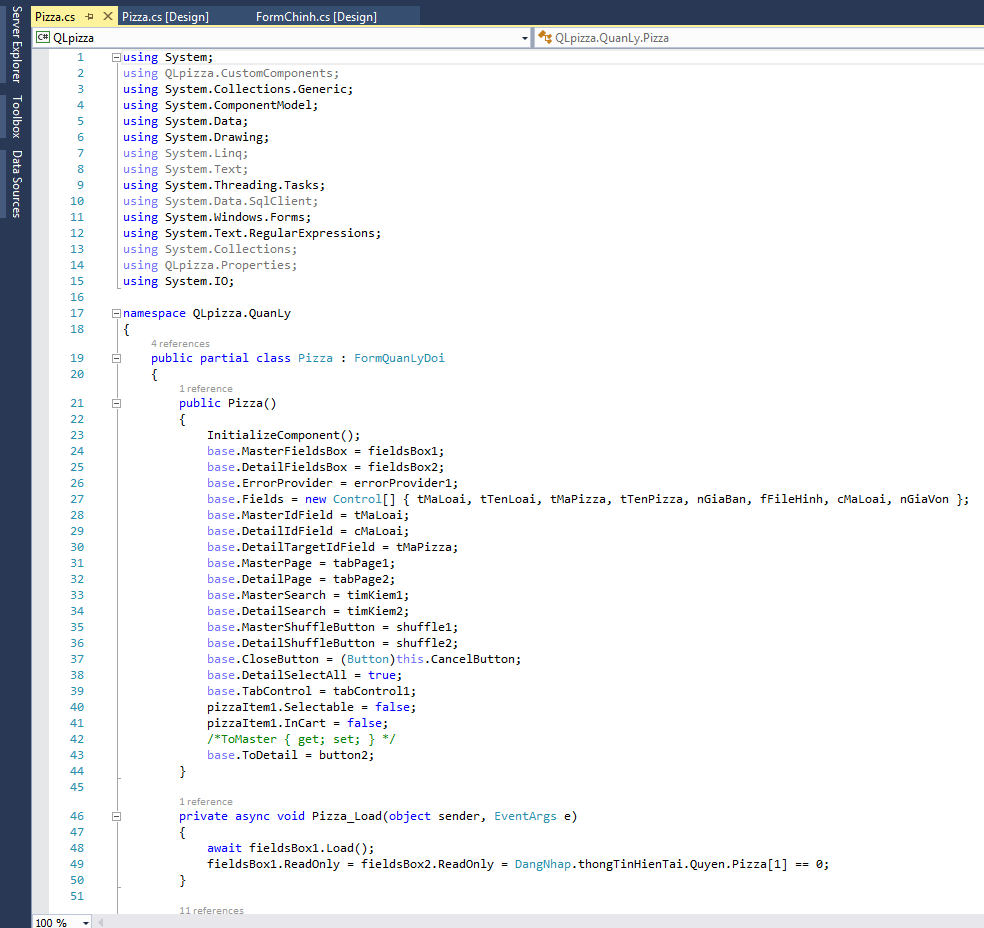 Server Explorer
Toolbox
Data Sources
Pizza.cs
Pizza.cs [Design]
FormChinh.cs [Design]
C# QLpizza
QLpizza.QuanLy.Pizza
1 using System;
2 using QLpizza.CustomComponents;
3 using System.Collections.Generic;
4 using System.ComponentModel;
5 using System.Data;
6 using System.Drawing;
7 using System.Linq;
8 using System.Text;
9 using System.Threading.Tasks;
10 using System.Data.SqlClient;
11 using System.Windows.Forms;
12 using System.Text.RegularExpressions;
13 using System.Collections;
14 using QLpizza.Properties;
15 using System.IO;
16
17 namespace QLpizza.QuanLy
18 {
4 references
19 public partial class Pizza : FormQuanLyDoi
20 {
1 reference
21 public Pizza()
22 {
23 InitializeComponent();
24 base.MasterFieldsBox = fieldsBox1;
25 base.DetailFieldsBox = fieldsBox2;
26 base.ErrorProvider = errorProvider1;
27 base.Fields = new Control[] { tMaLoai, tTenLoai, tMaPizza, tTenPizza, nGiaBan, fFileHinh, cMaLoai, nGiaVon };
28 base.MasterIdField = tMaLoai;
29 base.DetailIdField = cMaLoai;
30 base.DetailTargetIdField = tMaPizza;
31 base.MasterPage = tabPage1;
32 base.DetailPage = tabPage2;
33 base.MasterSearch = timKiem1;
34 base.DetailSearch = timKiem2;
35 base.MasterShuffleButton = shuffle1;
36 base.DetailShuffleButton = shuffle2;
37 base.CloseButton = (Button)this.CancelButton;
38 base.DetailSelectAll = true;
39 base.TabControl = tabControl1;
40 pizzaItem1.Selectable = false;
41 pizzaItem1.InCart = false;
42 /*ToMaster { get; set; } */
43 base.ToDetail = button2;
44 }
45
1 reference
46 private async void Pizza_Load(object sender, EventArgs e)
47 {
48 await fieldsBox1.Load();
49 fieldsBox1.ReadOnly = fieldsBox2.ReadOnly = DangNhap.thongTinHienTai.Quyen.Pizza[1] == 0;
50 }
51
11 references
100 %